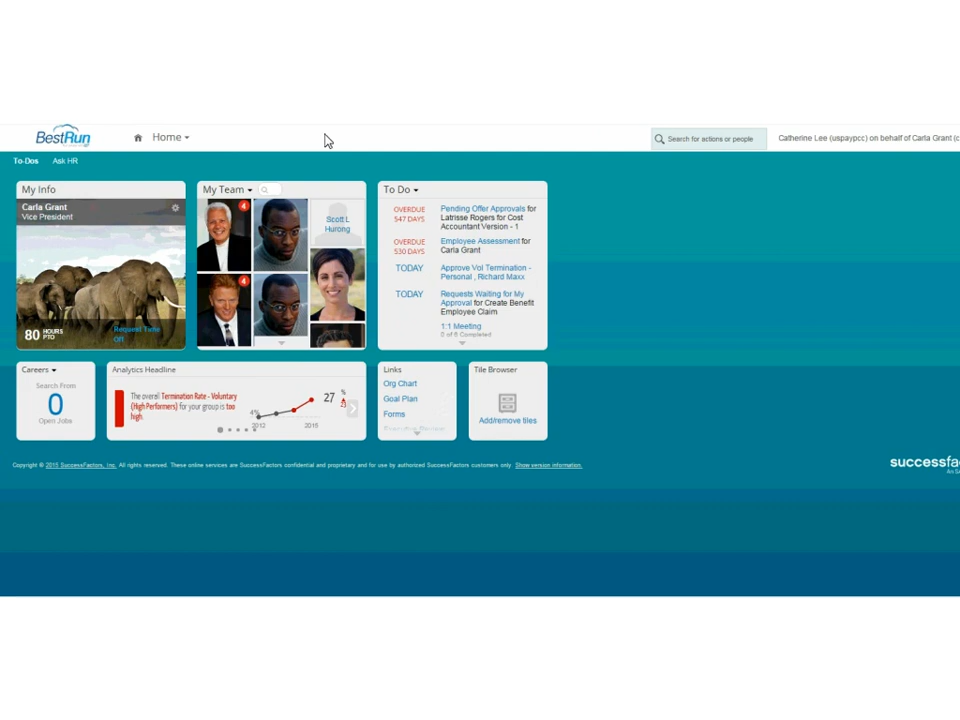 BestRun
Home
Search for actions or people
Catherine Lee (uspaypcc) on behalf of Carla Grant (c
To-Dos
Ask HR
My Info
Carla Grant
Vice President
80 HOURS PTO
Request Time
Off
My Team
4
Scott L
Hurong
4
To Do
OVERDUE
547 DAYS
Pending Offer Approvals for
Latrisse Rogers for Cost
Accountant Version - 1
OVERDUE
530 DAYS
Employee Assessment for
Carla Grant
TODAY
Approve Vol Termination -
Personal , Richard Maxx
TODAY
Requests Waiting for My
Approval for Create Benefit
Employee Claim
1:1 Meeting
0 of 6 Completed
Careers
Search From
0
Open Jobs
Analytics Headline
The overall Termination Rate - Voluntary
(High Performers) for your group is too
high.
4%
2012
2015
27 %
Links
Org Chart
Goal Plan
Forms
Executive Review
Tile Browser
Add/remove tiles
Copyright © 2015 SuccessFactors, Inc. All rights reserved. These online services are SuccessFactors confidential and proprietary and for use by authorized SuccessFactors customers only. Show version information.
successfa
An SA